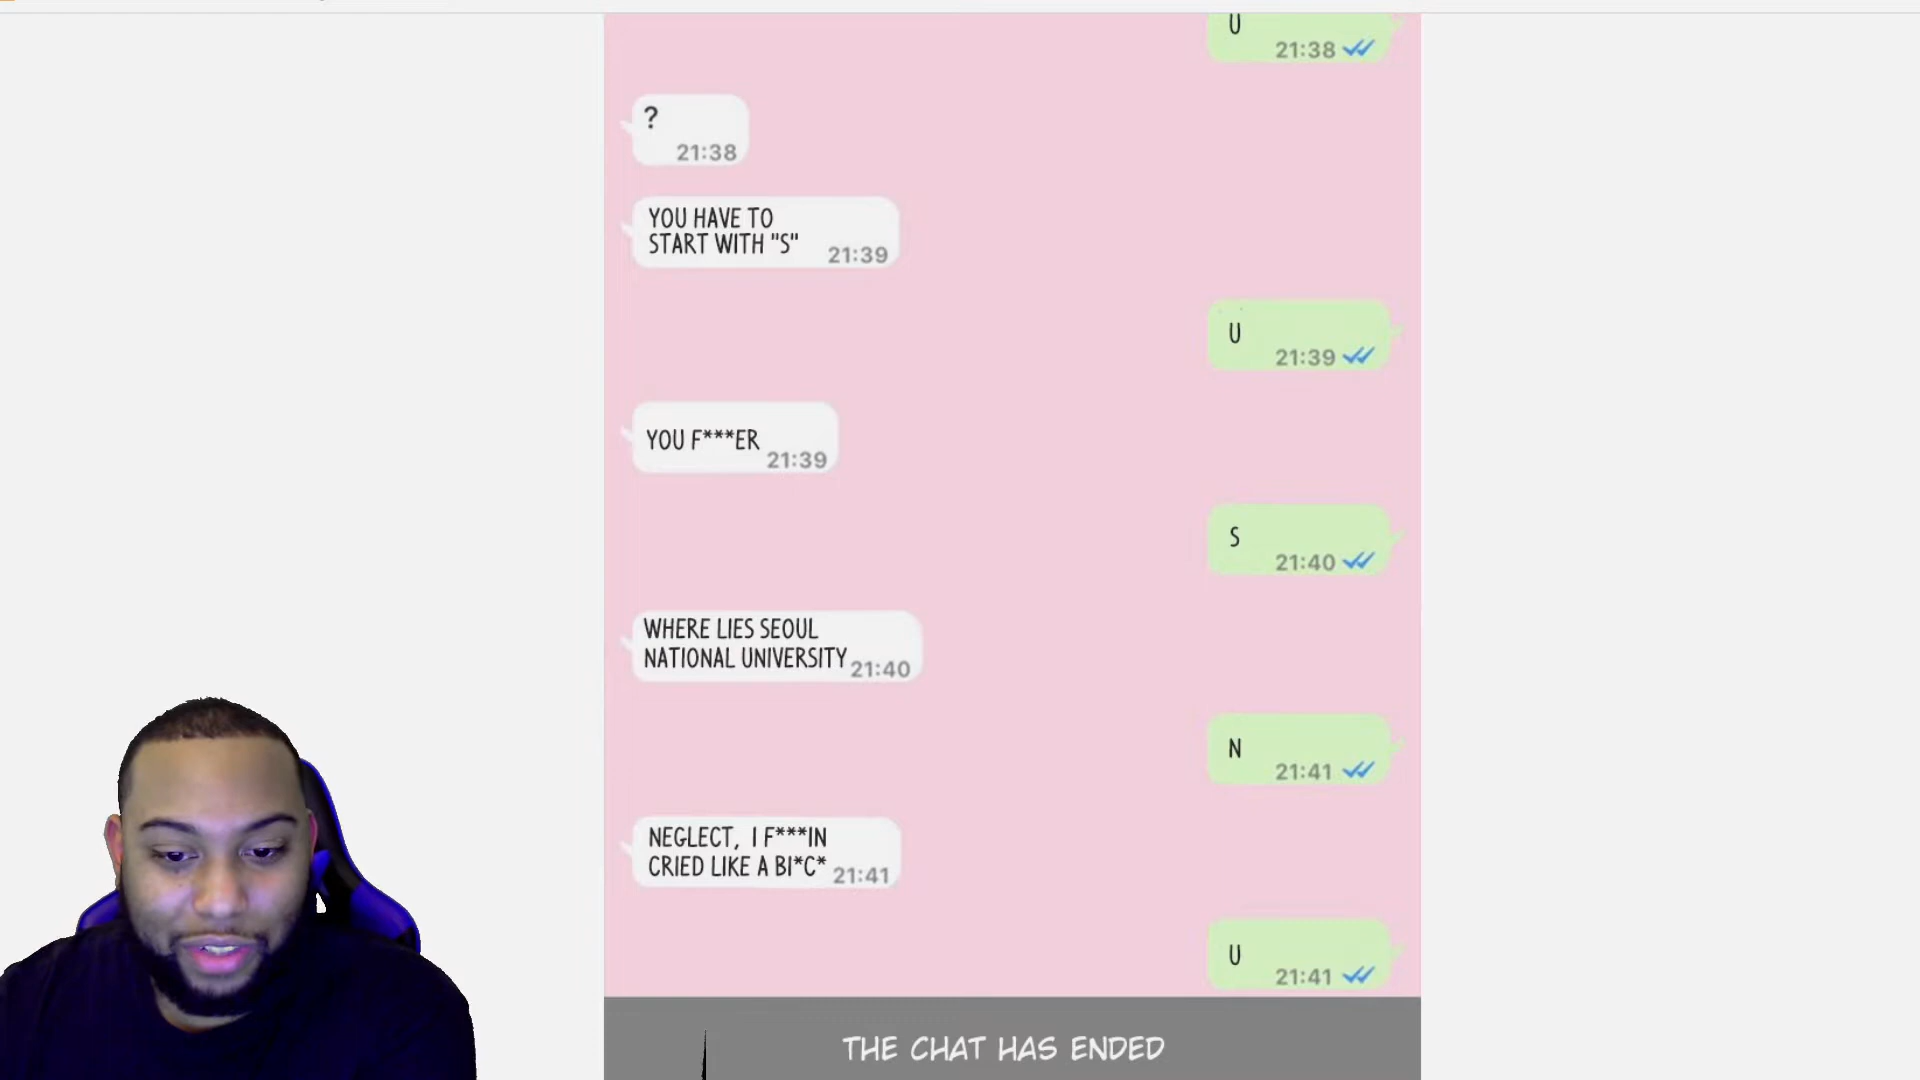 U
21:38
?
21:38
YOU HAVE TO
START WITH "S"
21:39
U
21:39
YOU F***ER
21:39
S
21:40
WHERE LIES SEOUL
NATIONAL UNIVERSITY
21:40
N
21:41
NEGLECT, I F***IN
CRIED LIKE A BI*C*
21:41
U
21:41
THE CHAT HAS ENDED